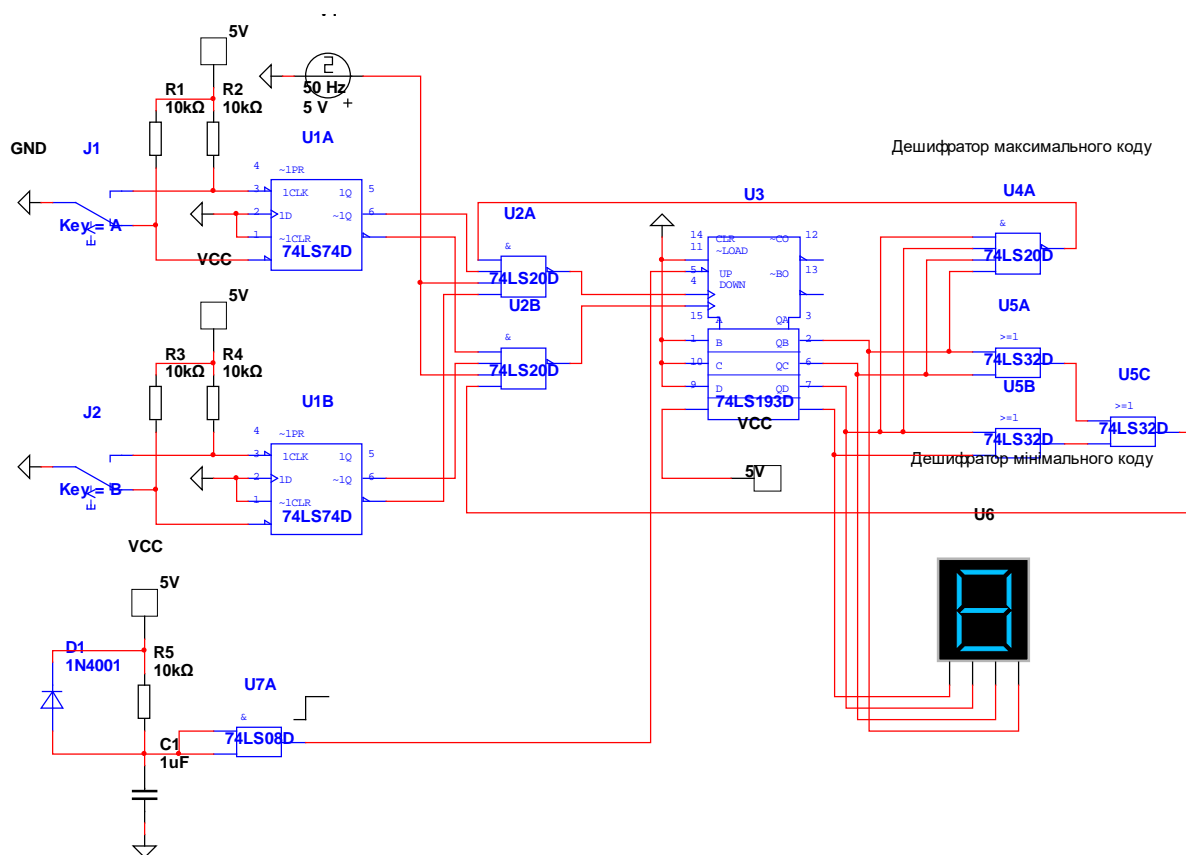 5V
R1
10kΩ
R2
10kΩ
50 Hz
5 V
+
GND
J1
Key = A
U1A
4
~1PR
3
1CLK
1Q
5
2
1D
~1Q
6
1
~1CLR
74LS74D
VCC
5V
R3
10kΩ
R4
10kΩ
J2
Key = B
U1B
4
~1PR
3
1CLK
1Q
5
2
1D
~1Q
6
1
~1CLR
74LS74D
U2A
&
74LS20D
U2B
&
74LS20D
U3
14
CLR
~CO
12
11
~LOAD
5
UP
~BO
13
4
DOWN
15
A
QA
3
1
B
QB
2
10
C
QC
6
9
D
QD
7
74LS193D
VCC
5V
Дешифратор максимального коду
U4A
&
74LS20D
U5A
>=1
74LS32D
U5B
>=1
74LS32D
U5C
>=1
74LS32D
Дешифратор мінімального коду
U6
VCC
5V
D1
1N4001
R5
10kΩ
U7A
&
74LS08D
C1
1uF